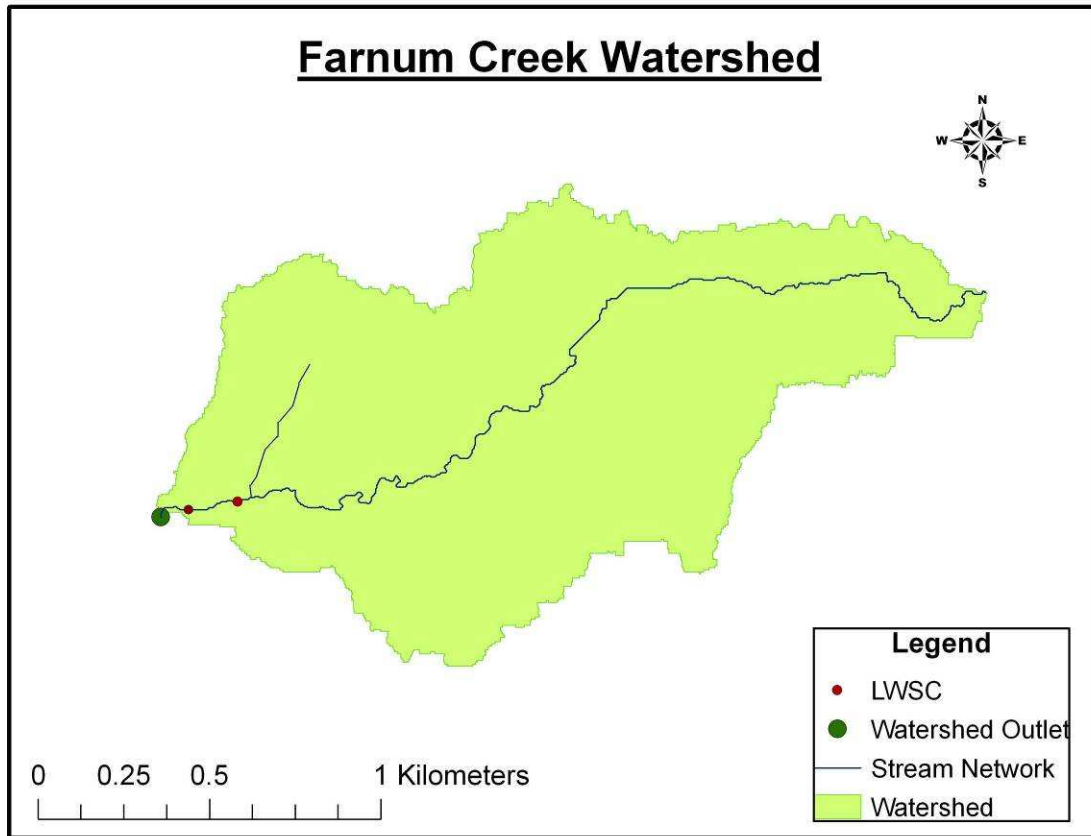 Farnum Creek Watershed
N
W E
S
Legend
LWSC
Watershed Outlet
Stream Network
Watershed
0 0.25 0.5 1 Kilometers